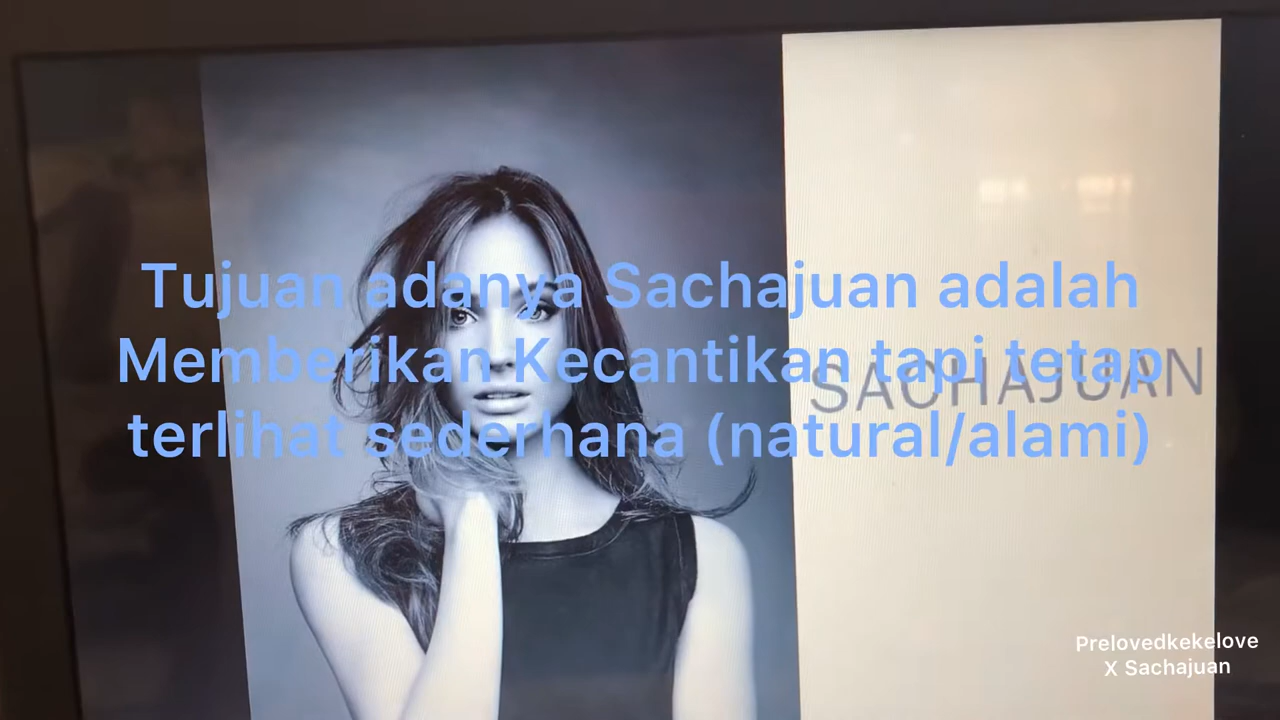 Tujuan adanya Sachajuan adalah
Memberikan Kecantikan tapi tetap
terlihat sederhana (natural/alami)
SACHAJUAN
Prelovedkekelove
X Sachajuan